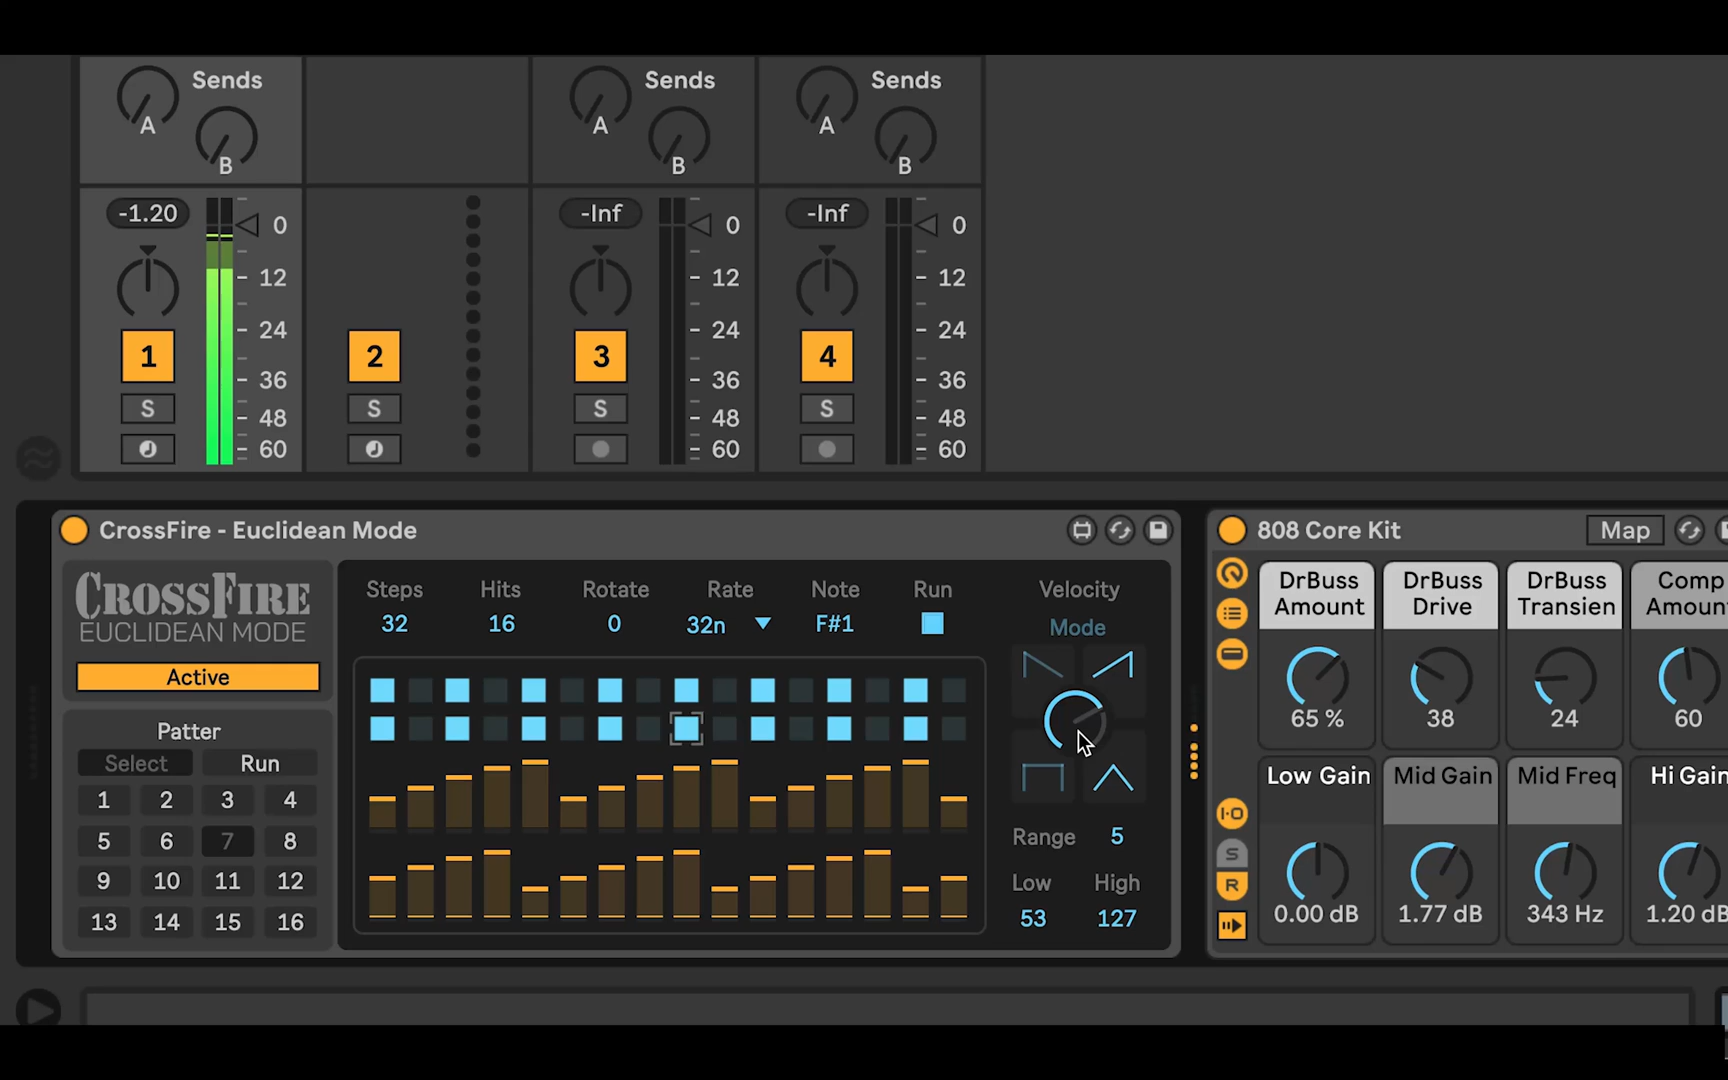 Sends Sends Sends
A A A
B B B
-1.20 0 -Inf 0 -Inf 0
12 12 12
24 24 24
1 2 3 4
36 36 36
S S S S
48 48 48
60 60 60
CrossFire - Euclidean Mode
CROSSFIRE
EUCLIDEAN MODE
Active
Patter
Select Run
1 2 3 4
5 6 7 8
9 10 11 12
13 14 15 16
Steps Hits Rotate Rate Note Run
32 16 0 32n F#1
Velocity
Mode
Range 5
Low High
53 127
808 Core Kit Map
DrBuss Amount
DrBuss Drive
DrBuss Transien
Comp Amoun
65 % 38 24 60
Low Gain Mid Gain Mid Freq Hi Gain
I-O
S
R
0.00 dB 1.77 dB 343 Hz 1.20 dB